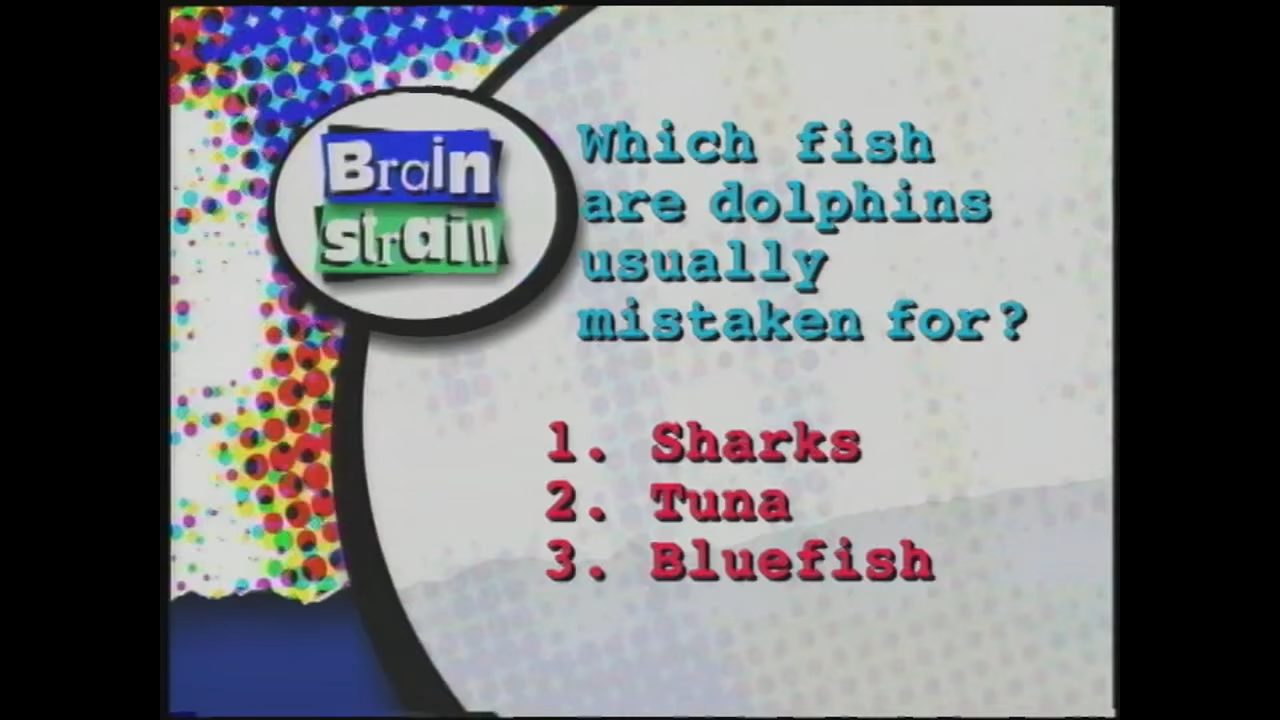 Brain
strain
Which fish
are dolphins
usually
mistaken for?
1. Sharks
2. Tuna
3. Bluefish